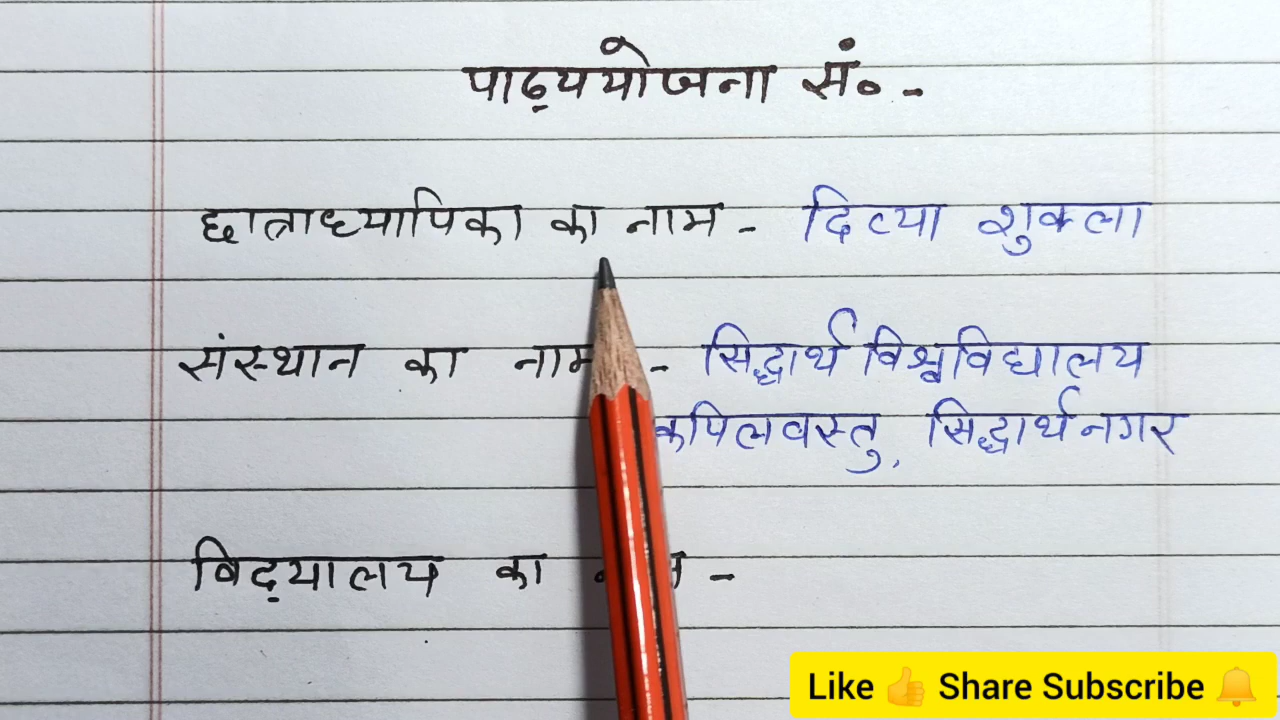 पाढ्ययोजना सं० -
छात्राध्यापिका का नाम - दिव्या शुक्ला
संस्थान का नाम - सिद्धार्थ विश्वविद्यालय
कपिलवस्तु, सिद्धार्थनगर
विद्यालय का -
Like 👍 Share Subscribe 🔔